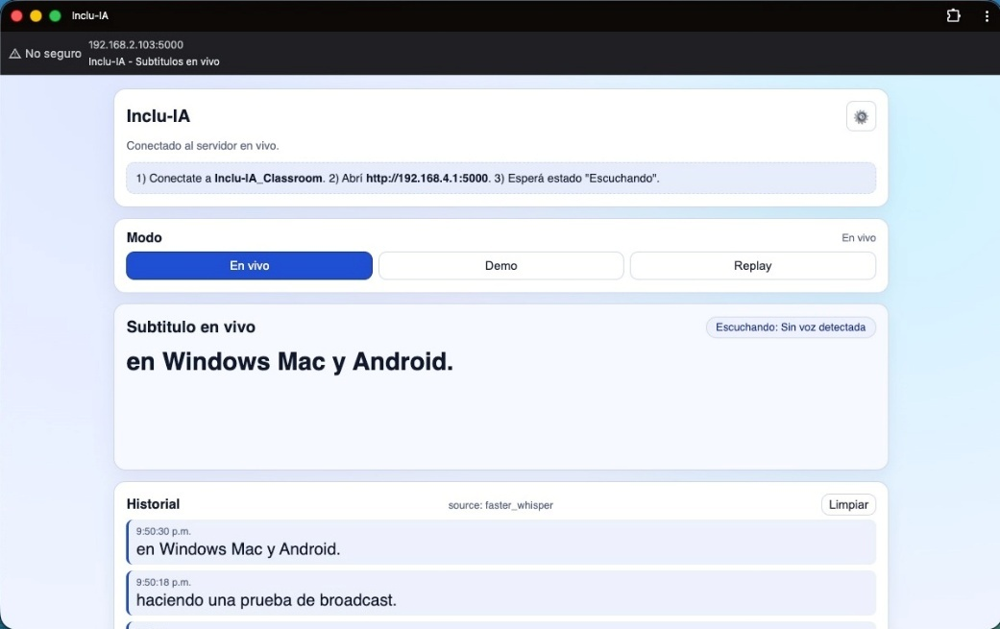 Inclu-IA
No seguro
192.168.2.103:5000
Inclu-IA - Subtitulos en vivo
Inclu-IA
Conectado al servidor en vivo.
1) Conectate a Inclu-IA_Classroom. 2) Abrí http://192.168.4.1:5000. 3) Esperá estado "Escuchando".
Modo
En vivo
En vivo
Demo
Replay
Subtitulo en vivo
Escuchando: Sin voz detectada
en Windows Mac y Android.
Historial
source: faster_whisper
Limpiar
9:50:30 p.m.
en Windows Mac y Android.
9:50:18 p.m.
haciendo una prueba de broadcast.